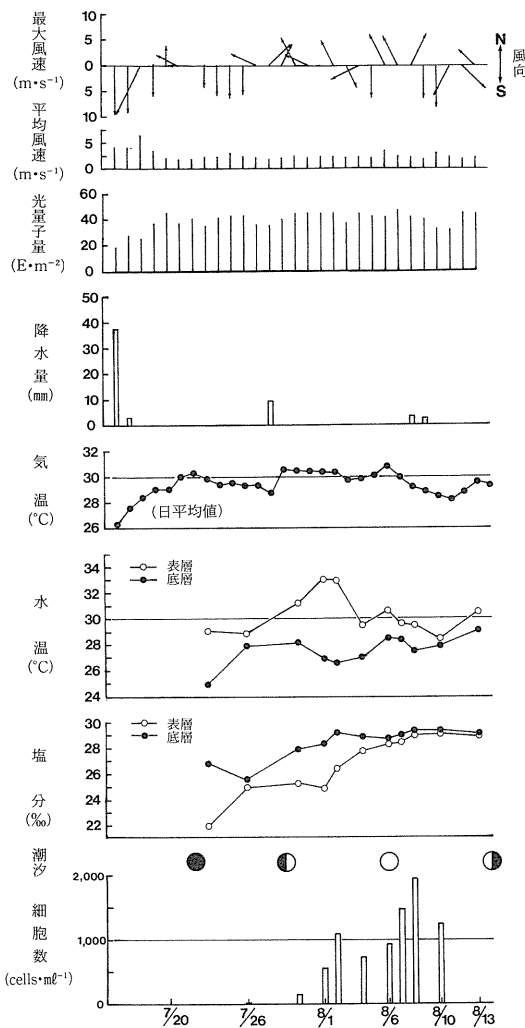 最大風速
(m・s⁻¹)
10
5
0
5
10
N
S
風向
平均風速
(m・s⁻¹)
5
0
光量子量
(E・m⁻²)
60
40
20
0
降水量
(mm)
50
40
30
20
10
0
気温
(°C)
32
30
28
26
(日平均値)
水温
(°C)
34
32
30
28
26
24
表層
底層
塩分
(‰)
30
28
26
24
22
表層
底層
潮汐
細胞数
(cells・mℓ⁻¹)
2,000
1,000
0
7/20
7/26
8/1
8/6
8/10
8/13